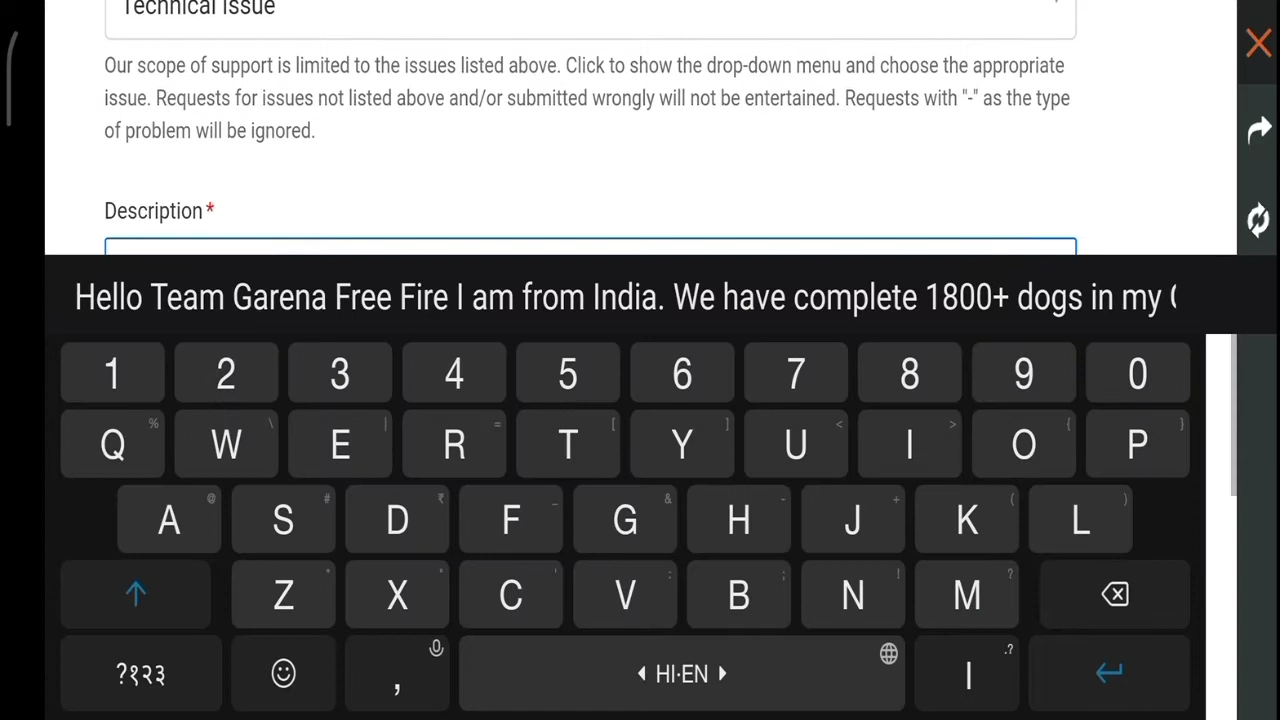 Technical Issue
Our scope of support is limited to the issues listed above. Click to show the drop-down menu and choose the appropriate
issue. Requests for issues not listed above and/or submitted wrongly will not be entertained. Requests with "-" as the type
of problem will be ignored.
Description*
Hello Team Garena Free Fire I am from India. We have complete 1800+ dogs in my
1 2 3 4 5 6 7 8 9 0
Q % W \ E | R = T [ Y ] U < I > O { P }
A @ S # D ₹ F _ G & H - J + K ( L )
Z * X " C ' V : B ; N ! M ?
?१२३ , HI·EN | .?